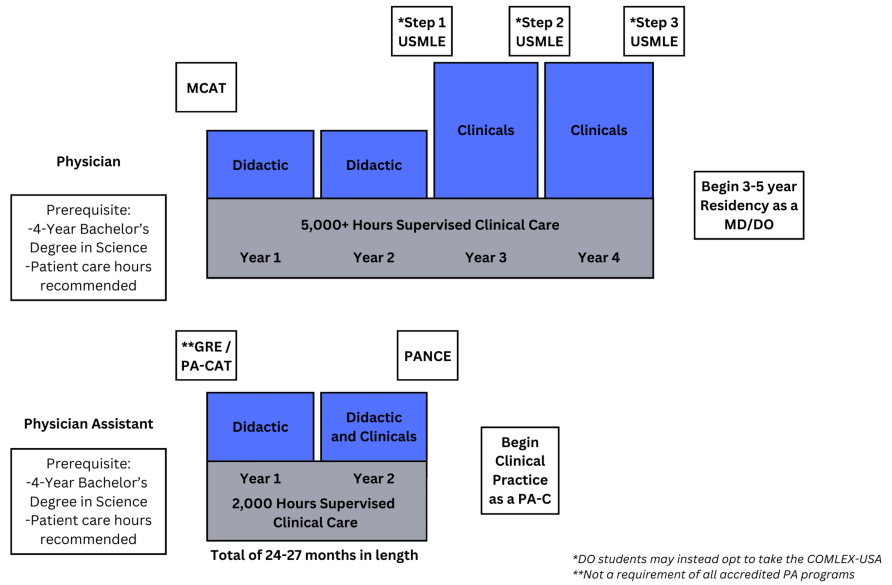 *Step 1
USMLE
*Step 2
USMLE
*Step 3
USMLE
MCAT
Didactic
Didactic
Clinicals
Clinicals
Physician
Prerequisite:
-4-Year Bachelor's
Degree in Science
-Patient care hours
recommended
5,000+ Hours Supervised Clinical Care
Year 1
Year 2
Year 3
Year 4
Begin 3-5 year
Residency as a
MD/DO
**GRE /
PA-CAT
PANCE
Physician Assistant
Prerequisite:
-4-Year Bachelor's
Degree in Science
-Patient care hours
recommended
Didactic
Didactic
and Clinicals
Year 1
Year 2
2,000 Hours Supervised
Clinical Care
Total of 24-27 months in length
Begin
Clinical
Practice
as a PA-C
*DO students may instead opt to take the COMLEX-USA
**Not a requirement of all accredited PA programs